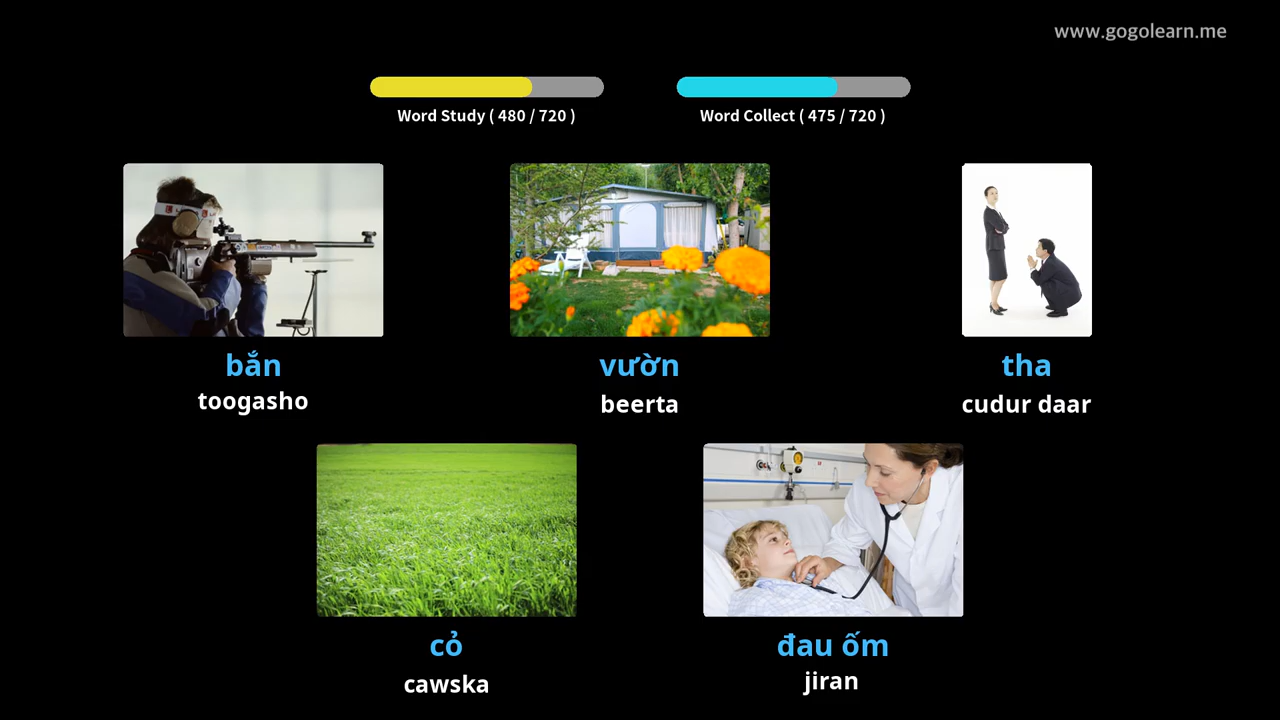 www.gogolearn.me
Word Study ( 480 / 720 )
Word Collect ( 475 / 720 )
bắn
toogasho
vườn
beerta
tha
cudur daar
cỏ
cawska
đau ốm
jiran